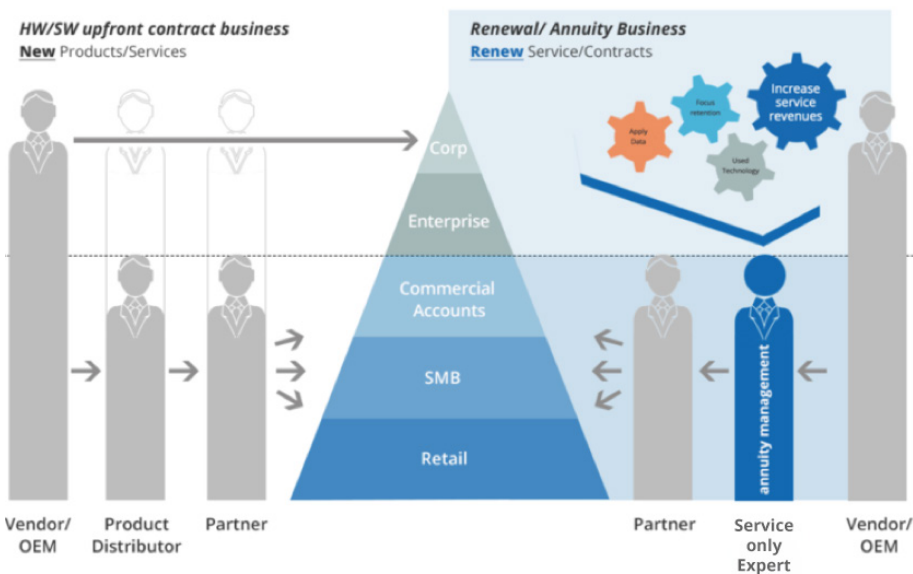 HW/SW upfront contract business
New Products/Services
Renewal/ Annuity Business
Renew Service/Contracts
Increase
service
revenues
Focus
retention
Apply
Data
Used
Technology
Corp
Enterprise
Commercial
Accounts
SMB
Retail
annuity management
Vendor/
OEM
Product
Distributor
Partner
Partner
Service
only
Expert
Vendor/
OEM